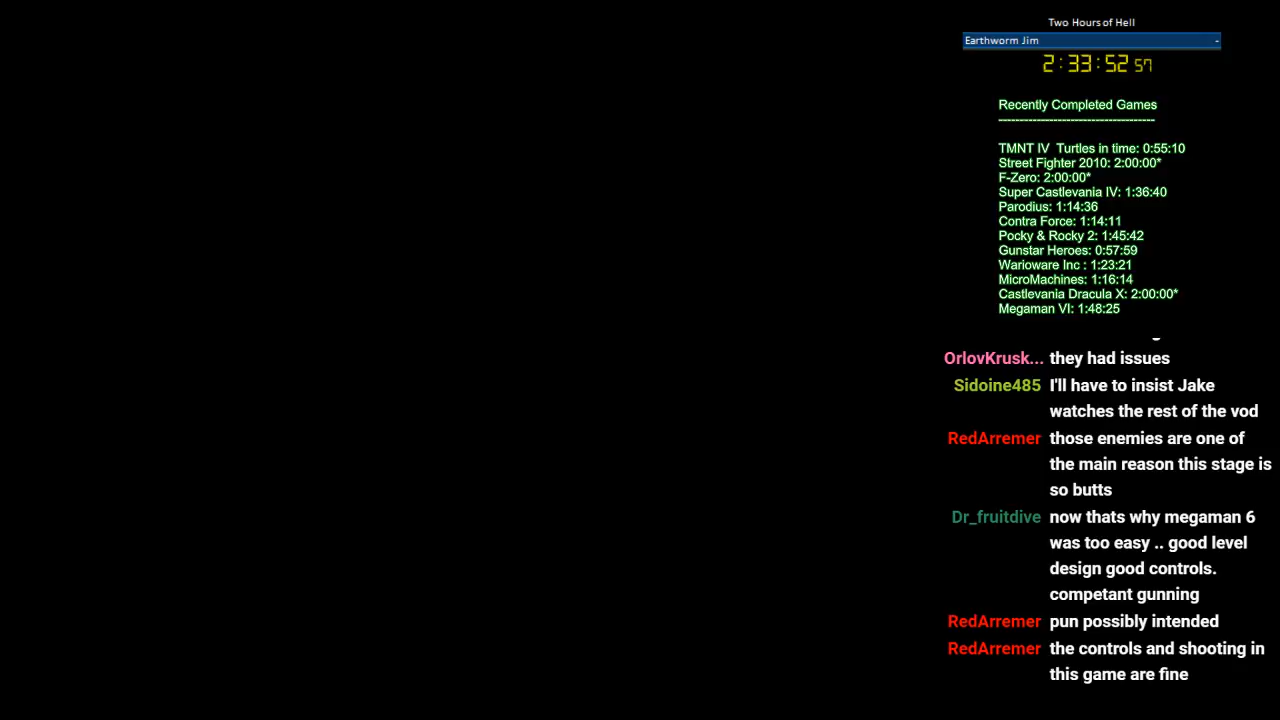 Two Hours of Hell
Earthworm Jim -
2:33:52 57
Recently Completed Games
------------------------------------
TMNT IV  Turtles in time: 0:55:10
Street Fighter 2010: 2:00:00*
F-Zero: 2:00:00*
Super Castlevania IV: 1:36:40
Parodius: 1:14:36
Contra Force: 1:14:11
Pocky & Rocky 2: 1:45:42
Gunstar Heroes: 0:57:59
Warioware Inc : 1:23:21
MicroMachines: 1:16:14
Castlevania Dracula X: 2:00:00*
Megaman VI: 1:48:25
OrlovKrusk... they had issues
Sidoine485 I'll have to insist Jake
watches the rest of the vod
RedArremer those enemies are one of
the main reason this stage is
so butts
Dr_fruitdive now thats why megaman 6
was too easy .. good level
design good controls.
competant gunning
RedArremer pun possibly intended
RedArremer the controls and shooting in
this game are fine